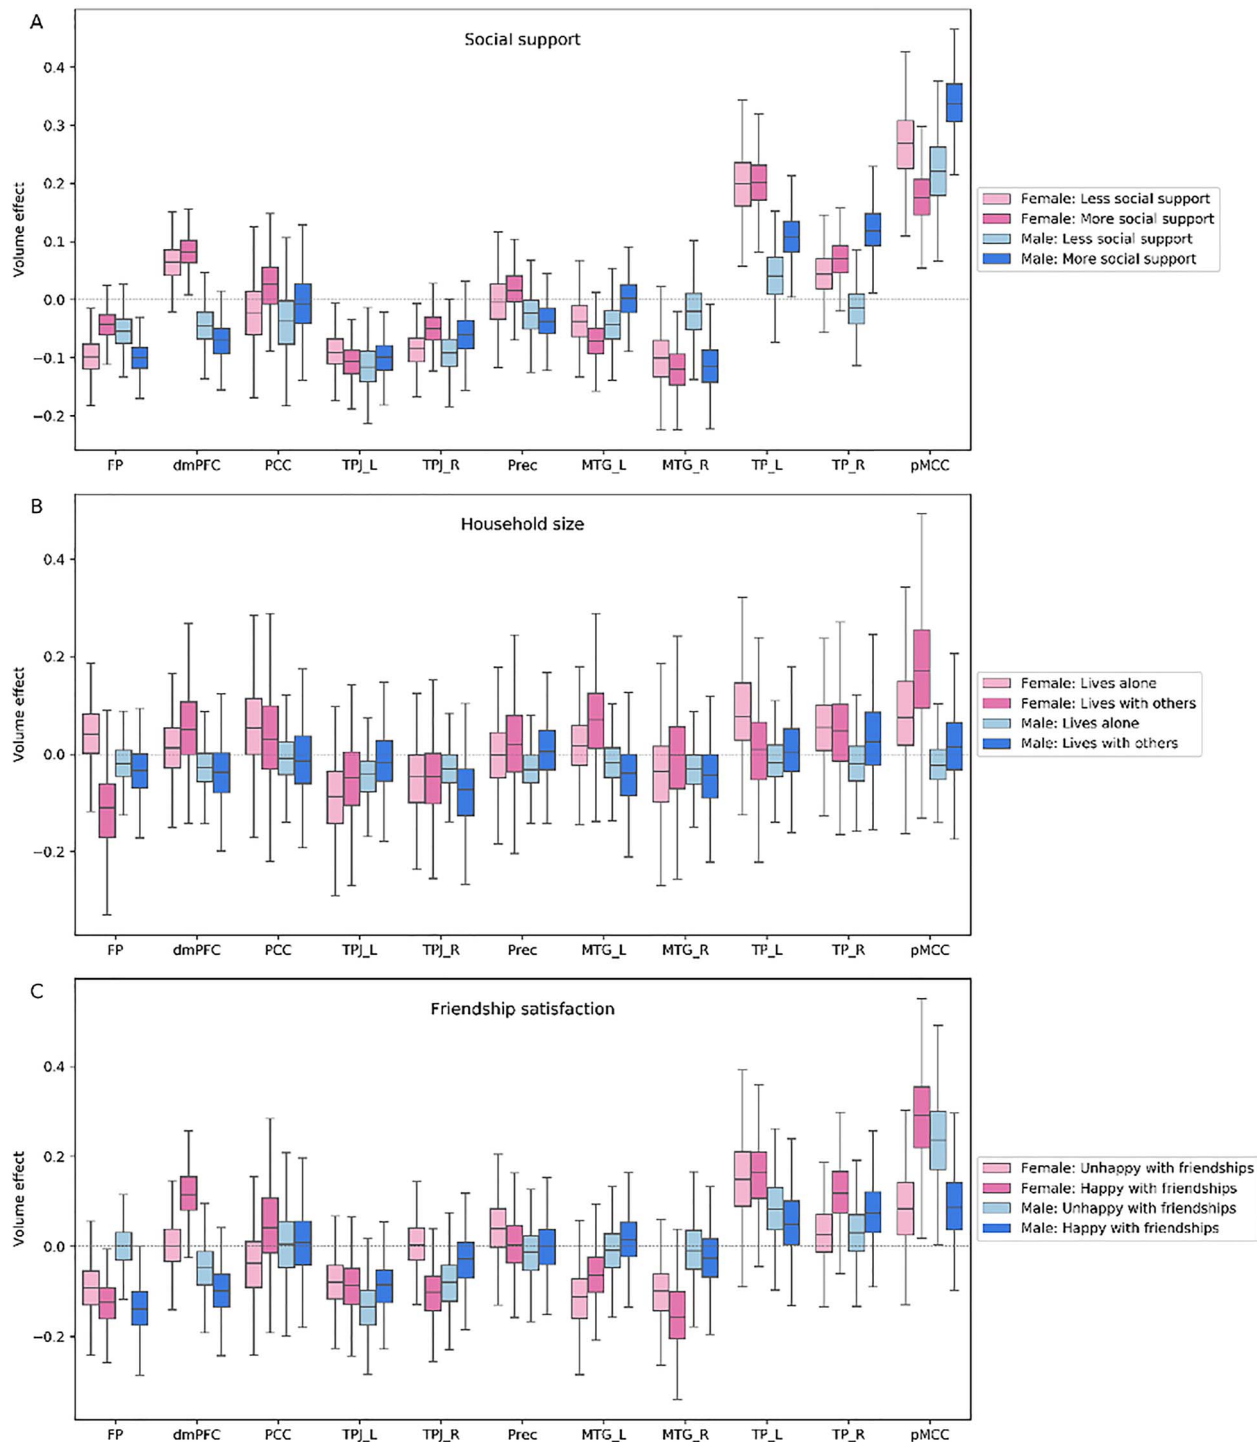 A
Social support
Volume effect
0.4
0.3
0.2
0.1
0.0
−0.1
−0.2
FP dmPFC PCC TPJ_L TPJ_R Prec MTG_L MTG_R TP_L TP_R pMCC
Female: Less social support
Female: More social support
Male: Less social support
Male: More social support
B
Household size
Volume effect
0.4
0.2
0.0
−0.2
FP dmPFC PCC TPJ_L TPJ_R Prec MTG_L MTG_R TP_L TP_R pMCC
Female: Lives alone
Female: Lives with others
Male: Lives alone
Male: Lives with others
C
Friendship satisfaction
Volume effect
0.4
0.2
0.0
−0.2
FP dmPFC PCC TPJ_L TPJ_R Prec MTG_L MTG_R TP_L TP_R pMCC
Female: Unhappy with friendships
Female: Happy with friendships
Male: Unhappy with friendships
Male: Happy with friendships